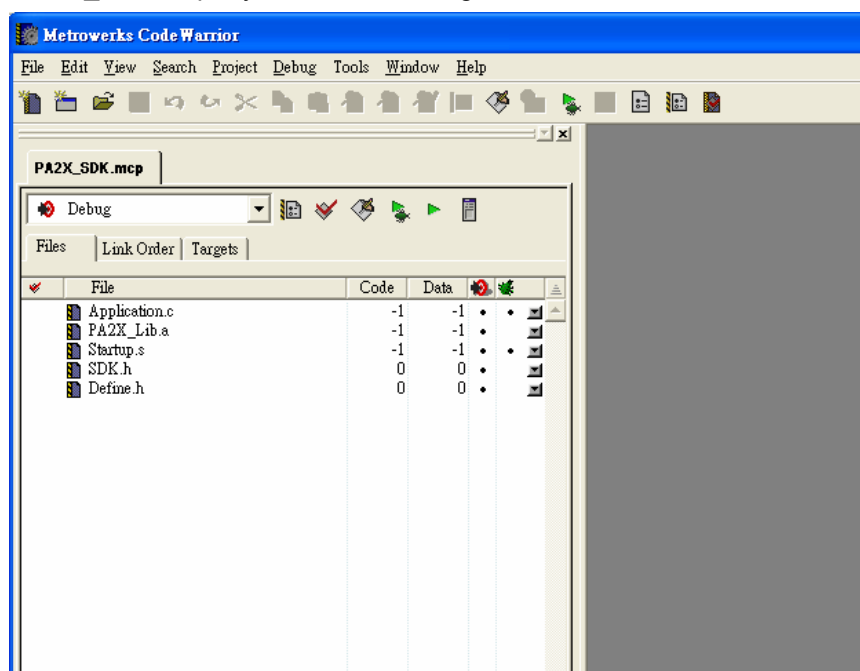 Metrowerks CodeWarrior
File Edit View Search Project Debug Tools Window Help
PA2X_SDK.mcp
Debug
Files Link Order Targets
File Code Data
Application.c -1 -1
PA2X_Lib.a -1 -1
Startup.s -1 -1
SDK.h 0 0
Define.h 0 0